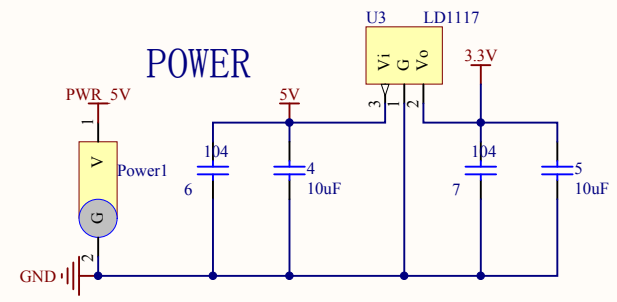 U3 LD1117
POWER
Vi G Vo
3.3V
PWR_5V
5V
3 1 2
1
V
Power1
G
2
104
6
4
10uF
104
7
5
10uF
GND